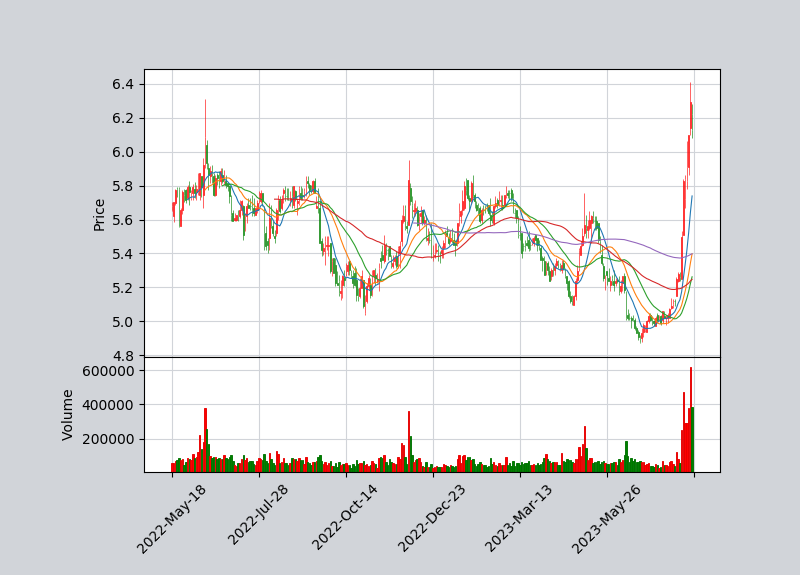 6.4
6.2
6.0
5.8
5.6
5.4
5.2
5.0
4.8
Price
600000
400000
200000
Volume
2022-May-18
2022-Jul-28
2022-Oct-14
2022-Dec-23
2023-Mar-13
2023-May-26